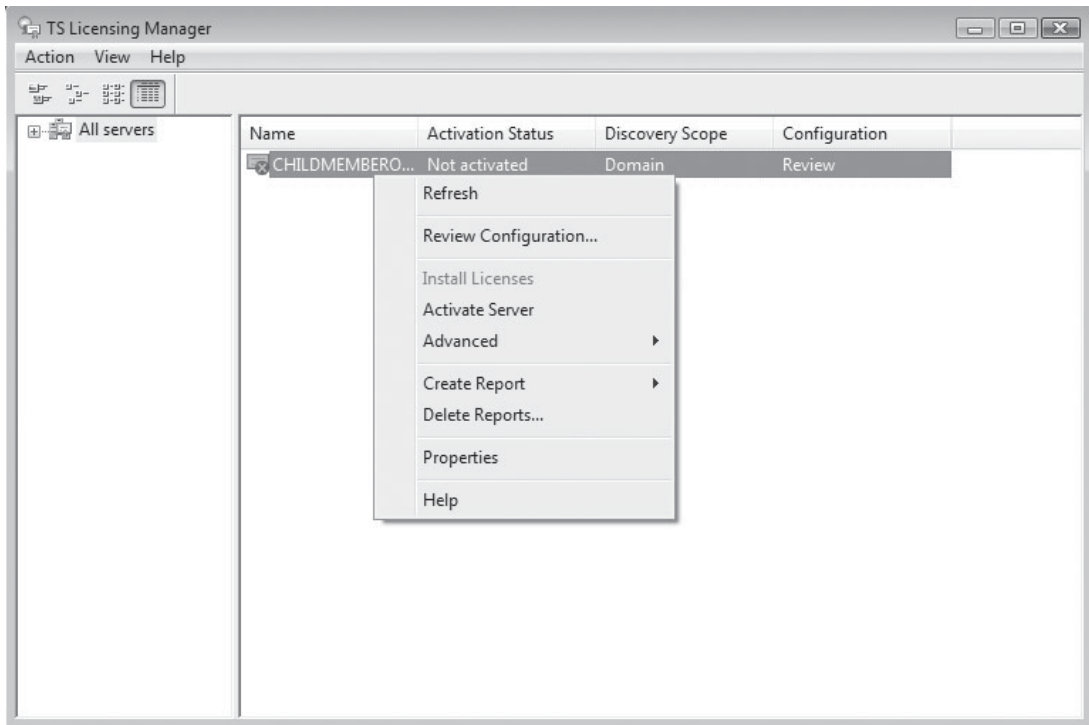 TS Licensing Manager
Action View Help
All servers
Name Activation Status Discovery Scope Configuration
CHILDMEMBERO... Not activated Domain Review
Refresh
Review Configuration...
Install Licenses
Activate Server
Advanced
Create Report
Delete Reports...
Properties
Help